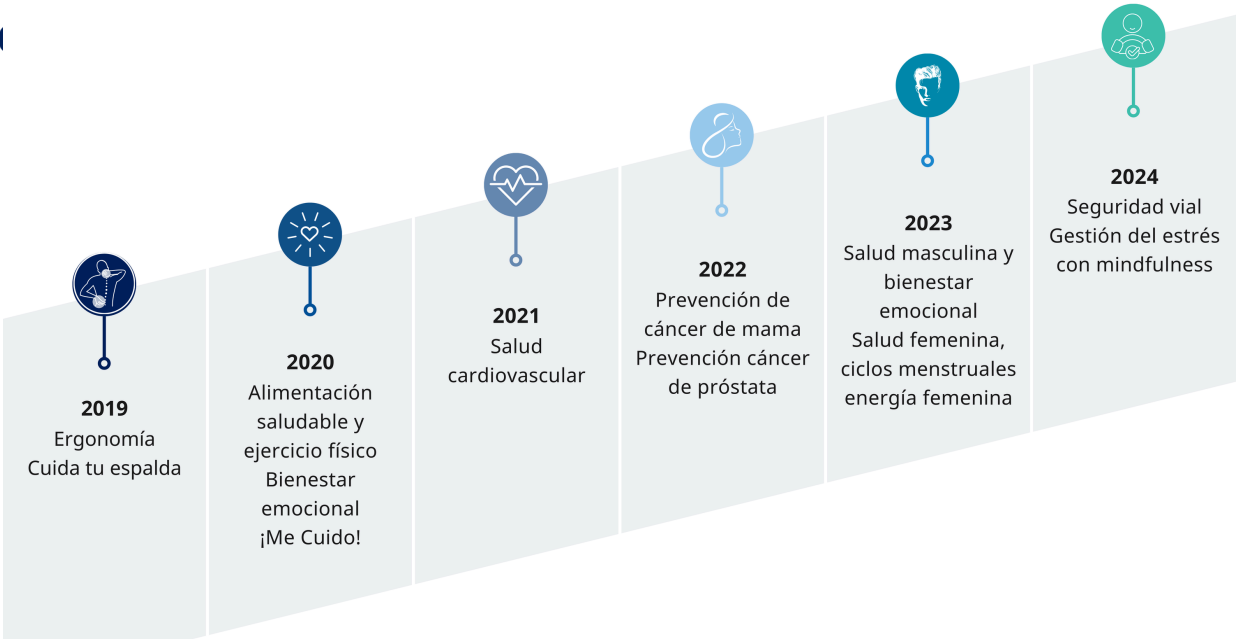 2019
Ergonomía
Cuida tu espalda
2020
Alimentación
saludable y
ejercicio físico
Bienestar
emocional
¡Me Cuido!
2021
Salud
cardiovascular
2022
Prevención de
cáncer de mama
Prevención cáncer
de próstata
2023
Salud masculina y
bienestar
emocional
Salud femenina,
ciclos menstruales
energía femenina
2024
Seguridad vial
Gestión del estrés
con mindfulness